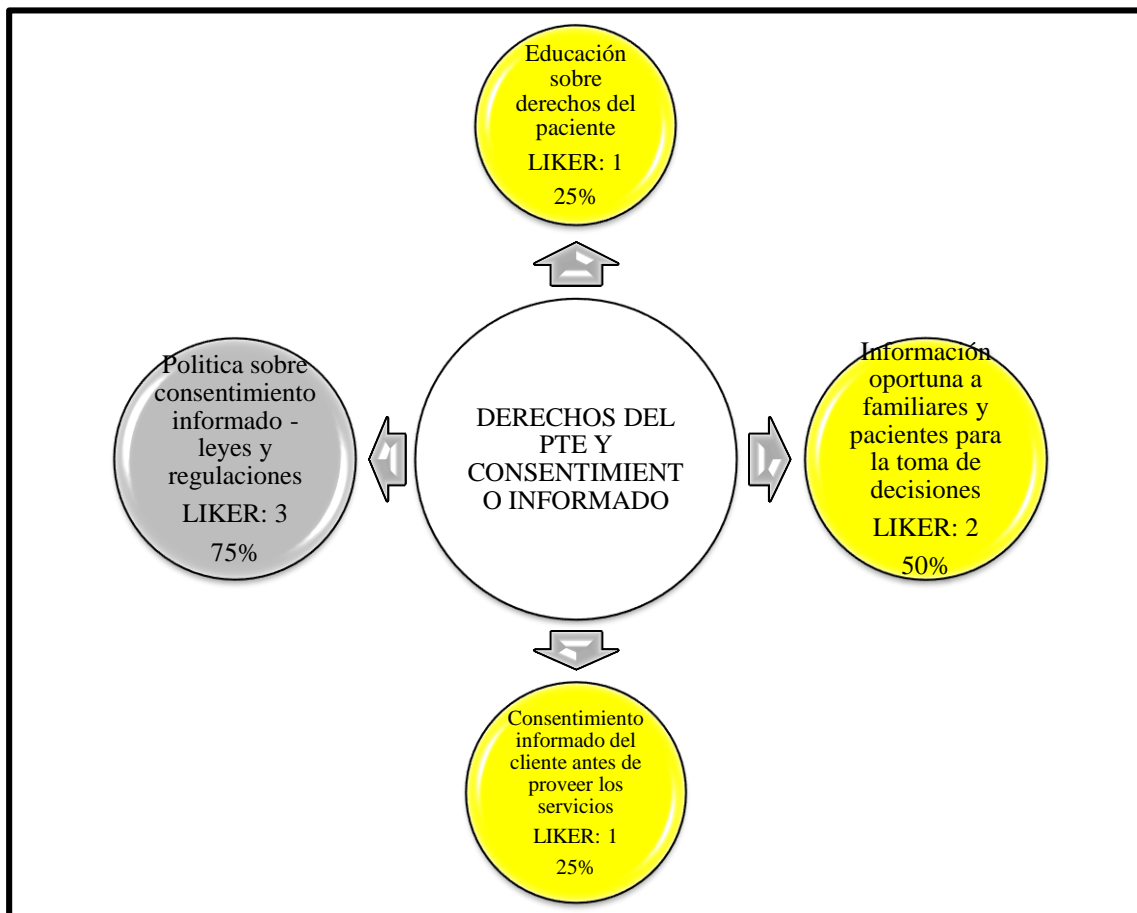 Educación
sobre
derechos del
paciente
LIKER: 1
25%
Politica sobre
consentimiento
informado -
leyes y
regulaciones
LIKER: 3
75%
DERECHOS DEL
PTE Y
CONSENTIMIENT
O INFORMADO
Información
oportuna a
familiares y
pacientes para
la toma de
decisiones
LIKER: 2
50%
Consentimiento
informado del
cliente antes de
proveer los
servicios
LIKER: 1
25%